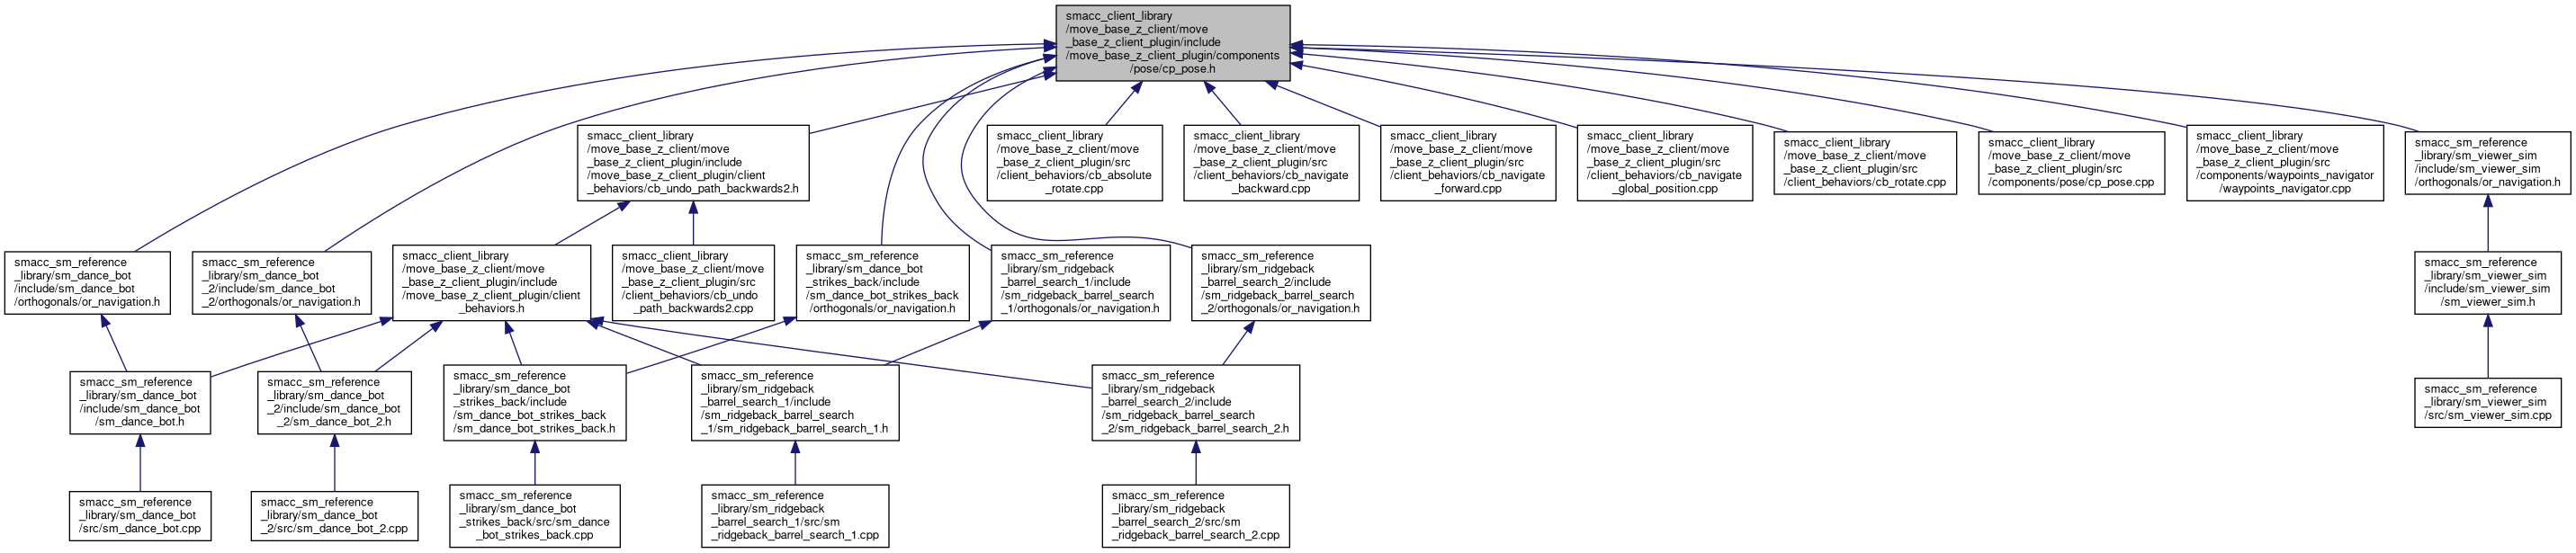 smacc_client_library
/move_base_z_client/move
_base_z_client_plugin/include
/move_base_z_client_plugin/components
/pose/cp_pose.h
smacc_client_library
/move_base_z_client/move
_base_z_client_plugin/include
/move_base_z_client_plugin/client
_behaviors/cb_undo_path_backwards2.h
smacc_client_library
/move_base_z_client/move
_base_z_client_plugin/src
/client_behaviors/cb_absolute
_rotate.cpp
smacc_client_library
/move_base_z_client/move
_base_z_client_plugin/src
/client_behaviors/cb_navigate
_backward.cpp
smacc_client_library
/move_base_z_client/move
_base_z_client_plugin/src
/client_behaviors/cb_navigate
_forward.cpp
smacc_client_library
/move_base_z_client/move
_base_z_client_plugin/src
/client_behaviors/cb_navigate
_global_position.cpp
smacc_client_library
/move_base_z_client/move
_base_z_client_plugin/src
/client_behaviors/cb_rotate.cpp
smacc_client_library
/move_base_z_client/move
_base_z_client_plugin/src
/components/pose/cp_pose.cpp
smacc_client_library
/move_base_z_client/move
_base_z_client_plugin/src
/components/waypoints_navigator
/waypoints_navigator.cpp
smacc_sm_reference
_library/sm_viewer_sim
/include/sm_viewer_sim
/orthogonals/or_navigation.h
smacc_sm_reference
_library/sm_dance_bot
/include/sm_dance_bot
/orthogonals/or_navigation.h
smacc_sm_reference
_library/sm_dance_bot
_2/include/sm_dance_bot
_2/orthogonals/or_navigation.h
smacc_client_library
/move_base_z_client/move
_base_z_client_plugin/include
/move_base_z_client_plugin/client
_behaviors.h
smacc_client_library
/move_base_z_client/move
_base_z_client_plugin/src
/client_behaviors/cb_undo
_path_backwards2.cpp
smacc_sm_reference
_library/sm_dance_bot
_strikes_back/include
/sm_dance_bot_strikes_back
/orthogonals/or_navigation.h
smacc_sm_reference
_library/sm_ridgeback
_barrel_search_1/include
/sm_ridgeback_barrel_search
_1/orthogonals/or_navigation.h
smacc_sm_reference
_library/sm_ridgeback
_barrel_search_2/include
/sm_ridgeback_barrel_search
_2/orthogonals/or_navigation.h
smacc_sm_reference
_library/sm_viewer_sim
/include/sm_viewer_sim
/sm_viewer_sim.h
smacc_sm_reference
_library/sm_dance_bot
/include/sm_dance_bot
/sm_dance_bot.h
smacc_sm_reference
_library/sm_dance_bot
_2/include/sm_dance_bot
_2/sm_dance_bot_2.h
smacc_sm_reference
_library/sm_dance_bot
_strikes_back/include
/sm_dance_bot_strikes_back
/sm_dance_bot_strikes_back.h
smacc_sm_reference
_library/sm_ridgeback
_barrel_search_1/include
/sm_ridgeback_barrel_search
_1/sm_ridgeback_barrel_search_1.h
smacc_sm_reference
_library/sm_ridgeback
_barrel_search_2/include
/sm_ridgeback_barrel_search
_2/sm_ridgeback_barrel_search_2.h
smacc_sm_reference
_library/sm_viewer_sim
/src/sm_viewer_sim.cpp
smacc_sm_reference
_library/sm_dance_bot
/src/sm_dance_bot.cpp
smacc_sm_reference
_library/sm_dance_bot
_2/src/sm_dance_bot_2.cpp
smacc_sm_reference
_library/sm_dance_bot
_strikes_back/src/sm_dance
_bot_strikes_back.cpp
smacc_sm_reference
_library/sm_ridgeback
_barrel_search_1/src/sm
_ridgeback_barrel_search_1.cpp
smacc_sm_reference
_library/sm_ridgeback
_barrel_search_2/src/sm
_ridgeback_barrel_search_2.cpp